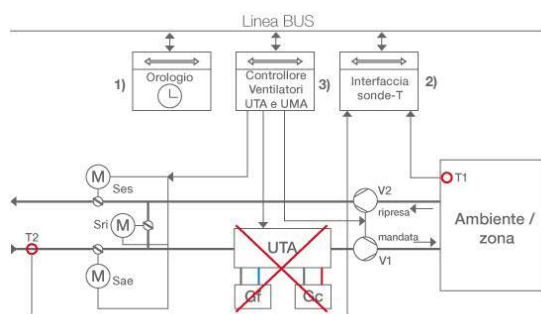 Linea BUS
1)
Orologio
Controllore
Ventilatori
UTA e UMA
3)
Interfaccia
sonde-T
2)
M
Ses
T1
V2
ripresa
Sri
M
T2
UTA
mandata
V1
Ambiente /
zona
M
Sae
Gf
Gc